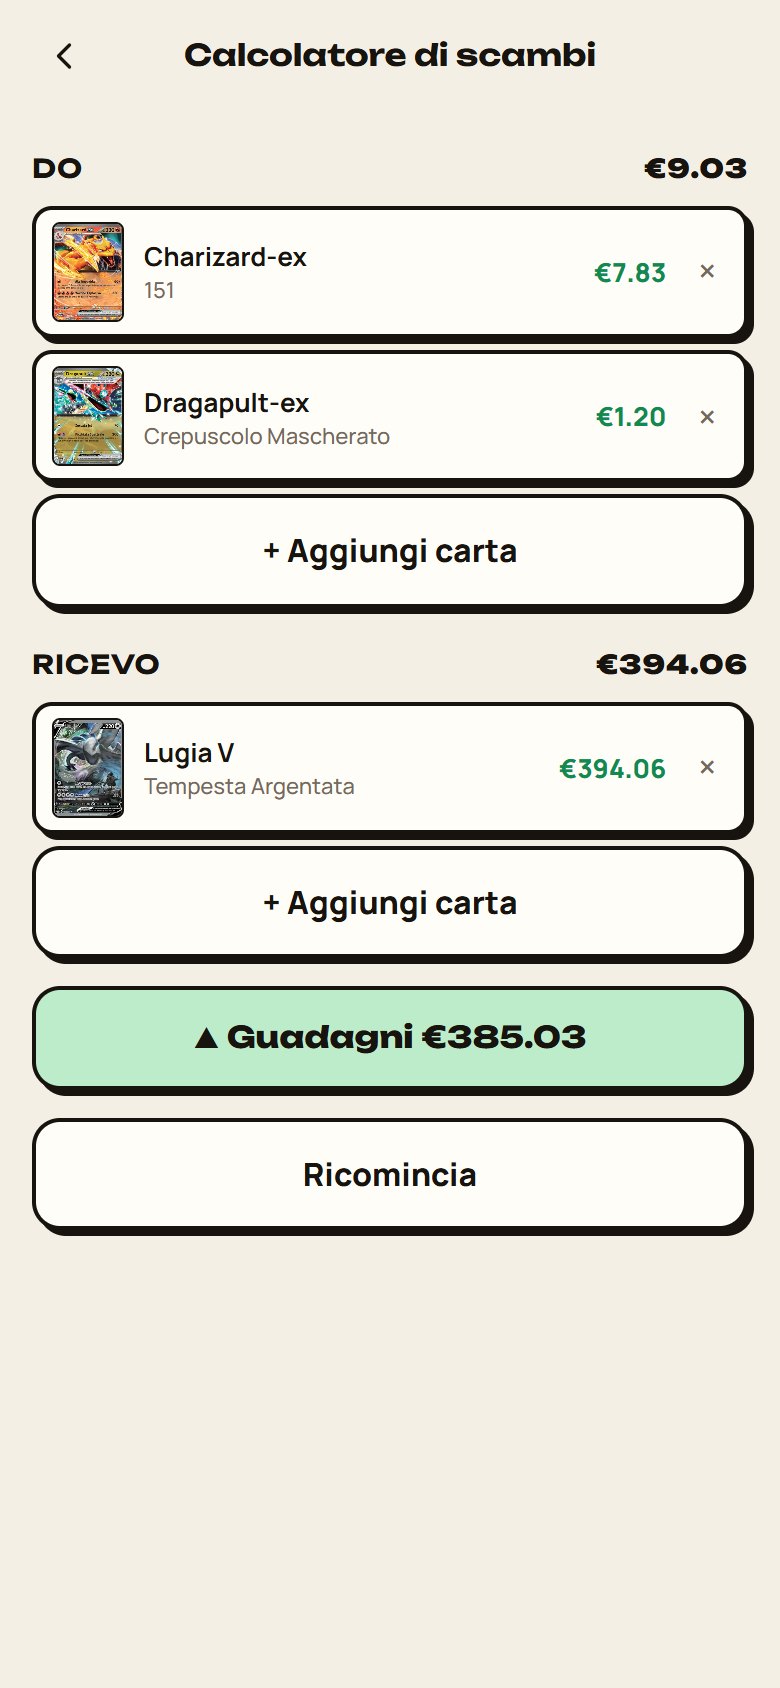 Calcolatore di scambi
DO
€9.03
Charizard-ex
151
€7.83
×
Dragapult-ex
Crepuscolo Mascherato
€1.20
×
+ Aggiungi carta
RICEVO
€394.06
Lugia V
Tempesta Argentata
€394.06
×
+ Aggiungi carta
▲ Guadagni €385.03
Ricomincia